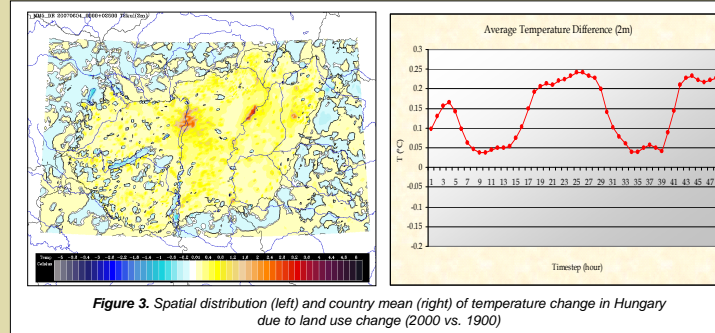 Average Temperature Difference (2m)
0.3
0.25
0.2
0.15
0.1
0.05
0
-0.05
-0.1
-0.15
-0.2
T (°C)
1 3 5 7 9 11 13 15 17 19 21 23 25 27 29 31 33 35 37 39 41 43 45 47
Timestep (hour)
Temp
Celsius
Figure 3. Spatial distribution (left) and country mean (right) of temperature change in Hungary
due to land use change (2000 vs. 1900)